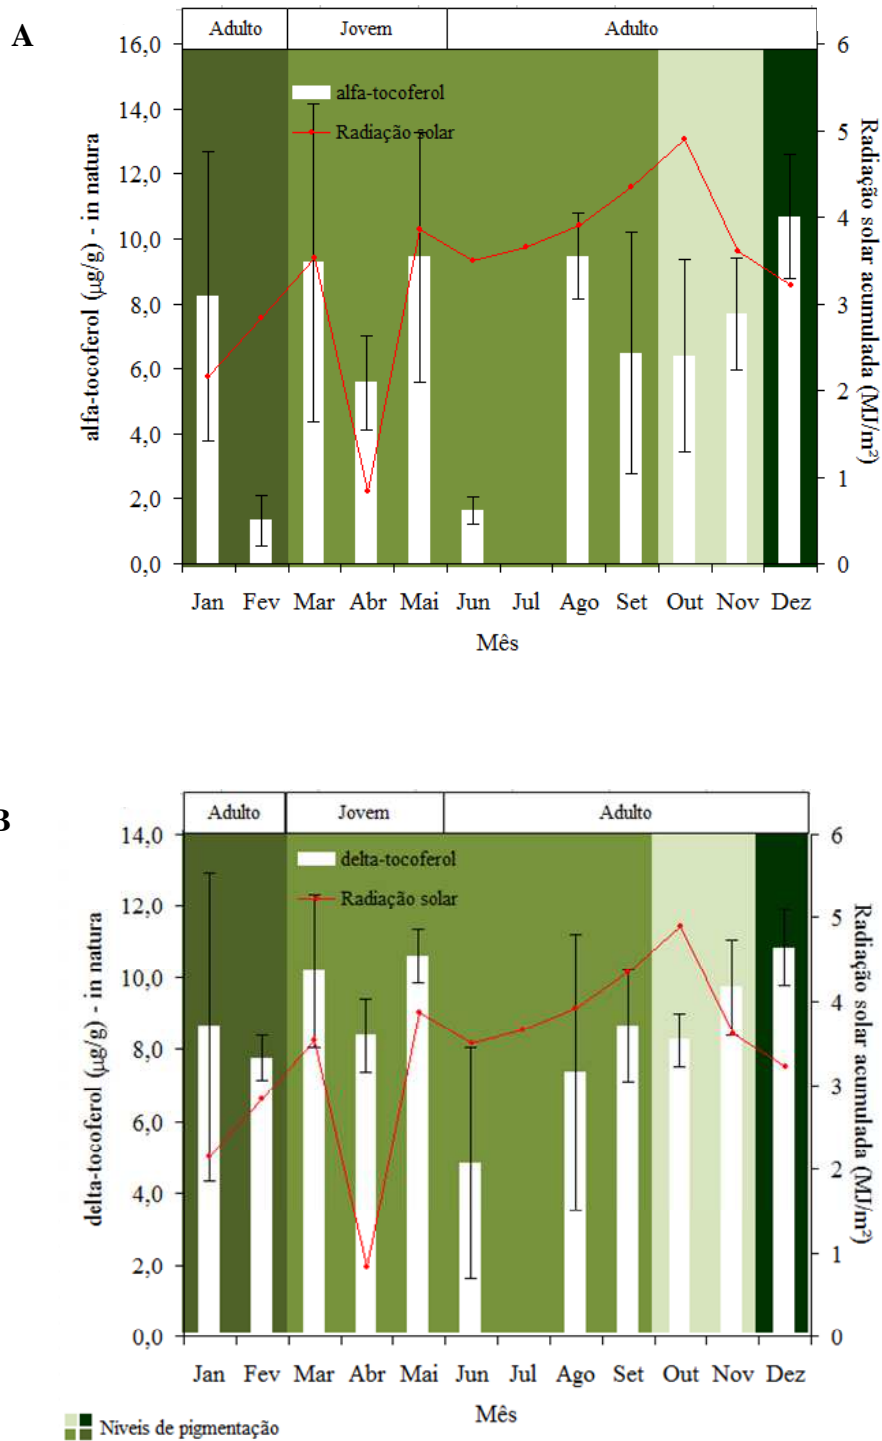 A
Adulto Jovem Adulto
16,0
14,0
12,0
10,0
8,0
6,0
4,0
2,0
0,0
alfa-tocoferol (µg/g) - in natura
alfa-tocoferol
Radiação solar
6
5
4
3
2
1
0
Radiação solar acumulada (MJ/m²)
Jan Fev Mar Abr Mai Jun Jul Ago Set Out Nov Dez
Mês
B
Adulto Jovem Adulto
14,0
12,0
10,0
8,0
6,0
4,0
2,0
0,0
delta-tocoferol (µg/g) - in natura
delta-tocoferol
Radiação solar
6
5
4
3
2
1
0
Radiação solar acumulada (MJ/m²)
Jan Fev Mar Abr Mai Jun Jul Ago Set Out Nov Dez
Mês
Niveis de pigmentação